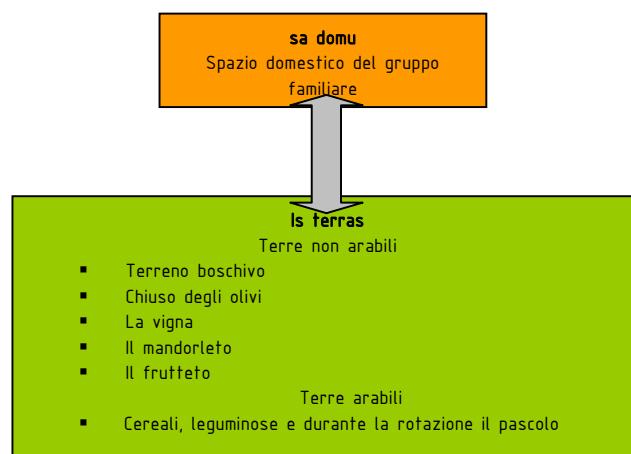 sa domu
Spazio domestico del gruppo
familiare
Is terras
Terre non arabili
▪ Terreno boschivo
▪ Chiuso degli olivi
▪ La vigna
▪ Il mandorleto
▪ Il frutteto
Terre arabili
▪ Cereali, leguminose e durante la rotazione il pascolo